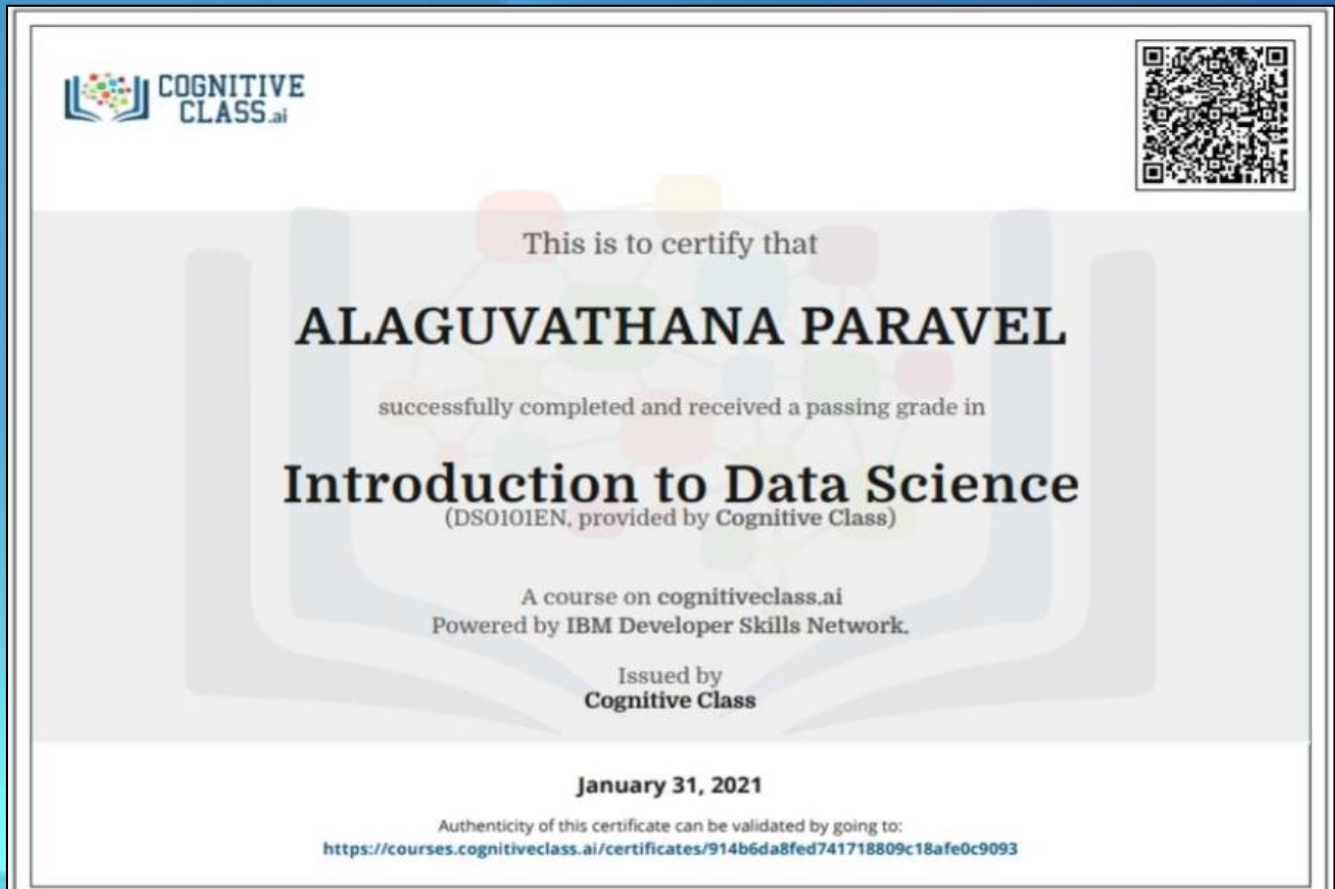 COGNITIVE
CLASS.ai
This is to certify that
ALAGUVATHANA PARAVEL
successfully completed and received a passing grade in
Introduction to Data Science
(DS0101EN, provided by Cognitive Class)
A course on cognitiveclass.ai
Powered by IBM Developer Skills Network.
Issued by
Cognitive Class
January 31, 2021
Authenticity of this certificate can be validated by going to:
https://courses.cognitiveclass.ai/certificates/914b6da8fed741718809c18afe0c9093